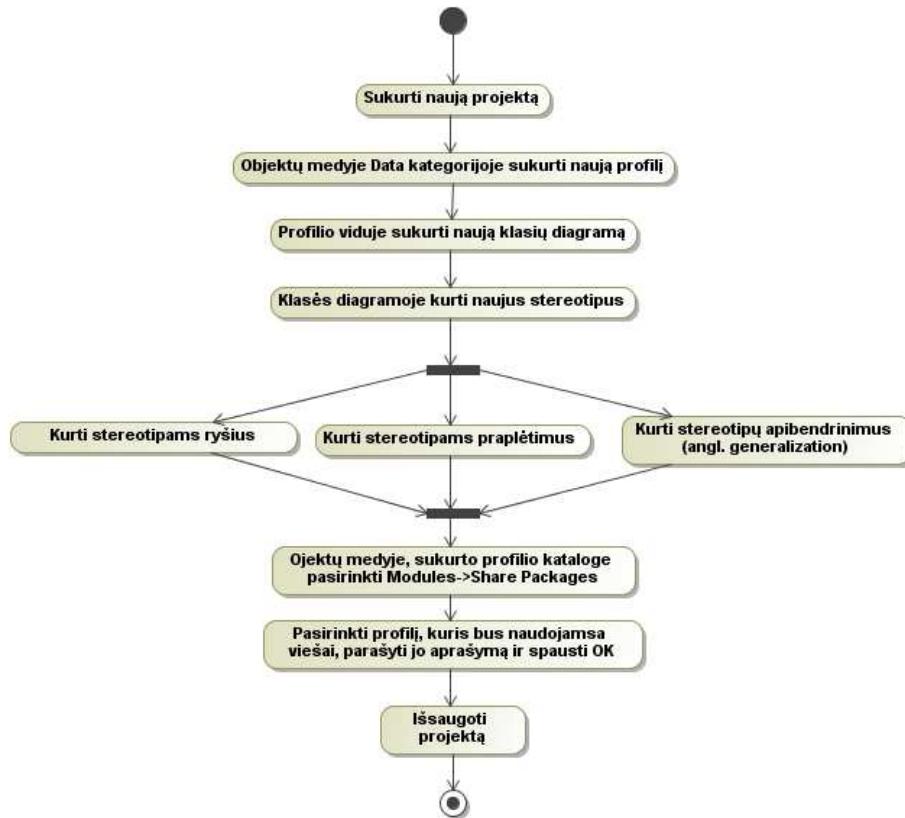 Sukurti naują projektą
Objektų medyje Data kategorijoje sukurti naują profilį
Profilio viduje sukurti naują klasių diagramą
Klasės diagramoje kurti naujus stereotipus
Kurti stereotipams ryšius
Kurti stereotipams praplėtimus
Kurti stereotipų apibendrinimus
(angl. generalization)
Ojektų medyje, sukurto profilio kataloge
pasirinkti Modules->Share Packages
Pasirinkti profilį, kuris bus naudojamsa
viešai, parašyti jo aprašymą ir spausti OK
Išsaugoti
projektą